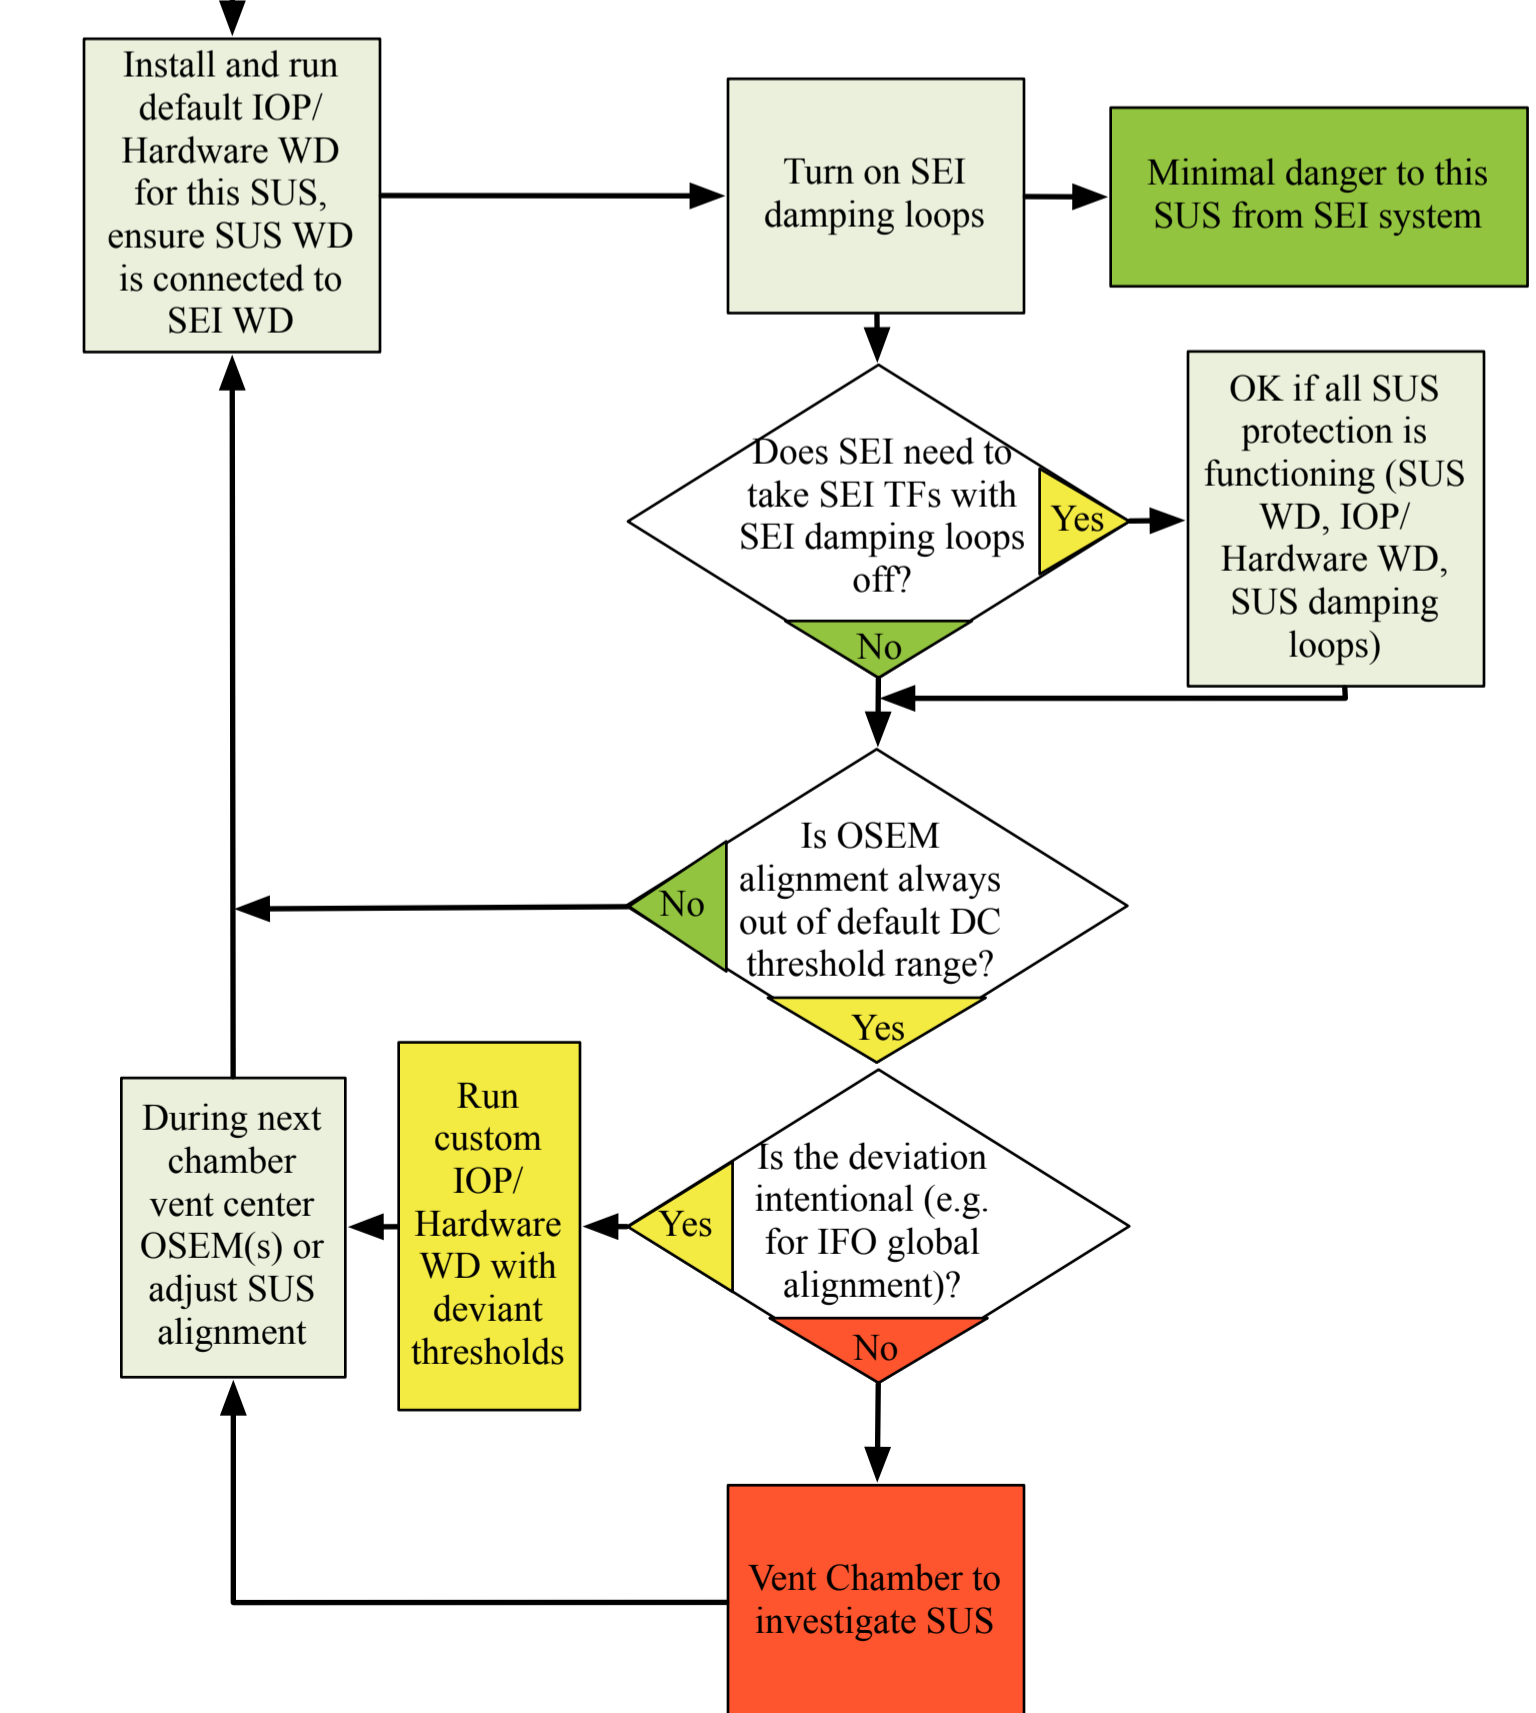 Install and run
default IOP/
Hardware WD
for this SUS,
ensure SUS WD
is connected to
SEI WD
Turn on SEI
damping loops
Minimal danger to this
SUS from SEI system
Does SEI need to
take SEI TFs with
SEI damping loops
off?
Yes
No
OK if all SUS
protection is
functioning (SUS
WD, IOP/
Hardware WD,
SUS damping
loops)
Is OSEM
alignment always
out of default DC
threshold range?
No
Yes
Is the deviation
intentional (e.g.
for IFO global
alignment)?
Yes
No
Run
custom
IOP/
Hardware
WD with
deviant
thresholds
During next
chamber
vent center
OSEM(s) or
adjust SUS
alignment
Vent Chamber to
investigate SUS